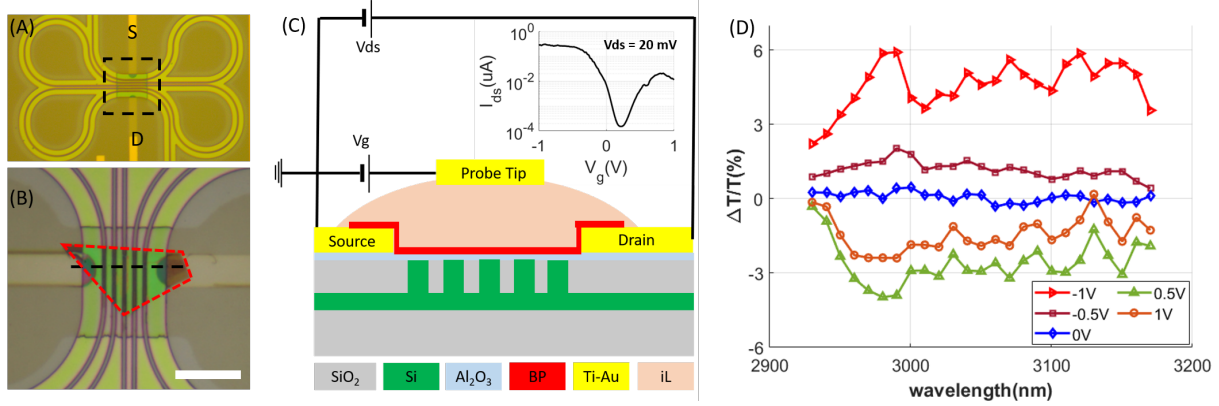 (A)
S
D
(B)
(C)
Vds
Vds = 20 mV
I_ds(uA)
10^0
10^-2
10^-4
-1
0
1
V_g(V)
Vg
Probe Tip
Source
Drain
SiO₂
Si
Al₂O₃
BP
Ti-Au
iL
(D)
ΔT/T(%)
6
3
0
-3
-6
2900
3000
3100
3200
wavelength(nm)
-1V
0.5V
-0.5V
1V
0V